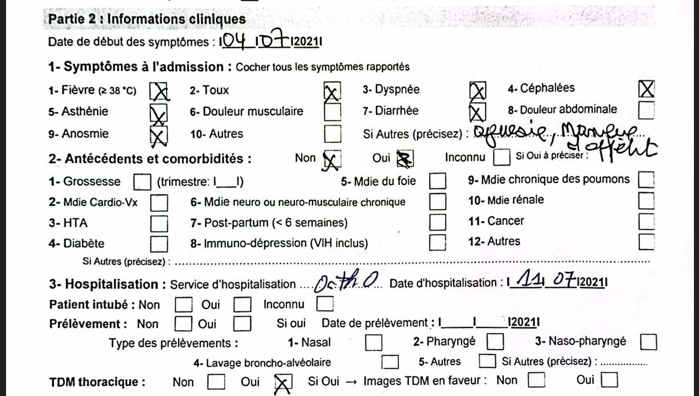 Partie 2 : Informations cliniques
Date de début des symptômes : |04|07|2021|
1- Symptômes à l'admission : Cocher tous les symptômes rapportés
1- Fièvre (≥ 38 °C) ☒ 2- Toux ☒ 3- Dyspnée ☒ 4- Céphalées ☒
5- Asthénie ☒ 6- Douleur musculaire ☐ 7- Diarrhée ☒ 8- Douleur abdominale ☐
9- Anosmie ☒ 10- Autres ☐ Si Autres (précisez) : aguesie, Manque
d'appétit
2- Antécédents et comorbidités : Non ☒ Oui ☒ Inconnu ☐ Si Oui à préciser :
1- Grossesse ☐ (trimestre: I___I) 5- Mdie du foie ☐ 9- Mdie chronique des poumons ☐
2- Mdie Cardio-Vx ☐ 6- Mdie neuro ou neuro-musculaire chronique ☐ 10- Mdie rénale ☐
3- HTA ☐ 7- Post-partum (< 6 semaines) ☐ 11- Cancer ☐
4- Diabète ☐ 8- Immuno-dépression (VIH inclus) ☐ 12- Autres ☐
Si Autres (précisez) :
3- Hospitalisation : Service d'hospitalisation Date d'hospitalisation : |11|07|2021|
Patient intubé : Non ☐ Oui ☐ Inconnu ☐
Prélèvement : Non ☐ Oui ☐ Si oui Date de prélèvement : I____I____I2021I
Type des prélèvements : 1- Nasal ☐ 2- Pharyngé ☐ 3- Naso-pharyngé ☐
4- Lavage broncho-alvéolaire ☐ 5- Autres ☐ Si Autres (précisez) :
TDM thoracique : Non ☐ Oui ☒ Si Oui → Images TDM en faveur : Non ☐ Oui ☐